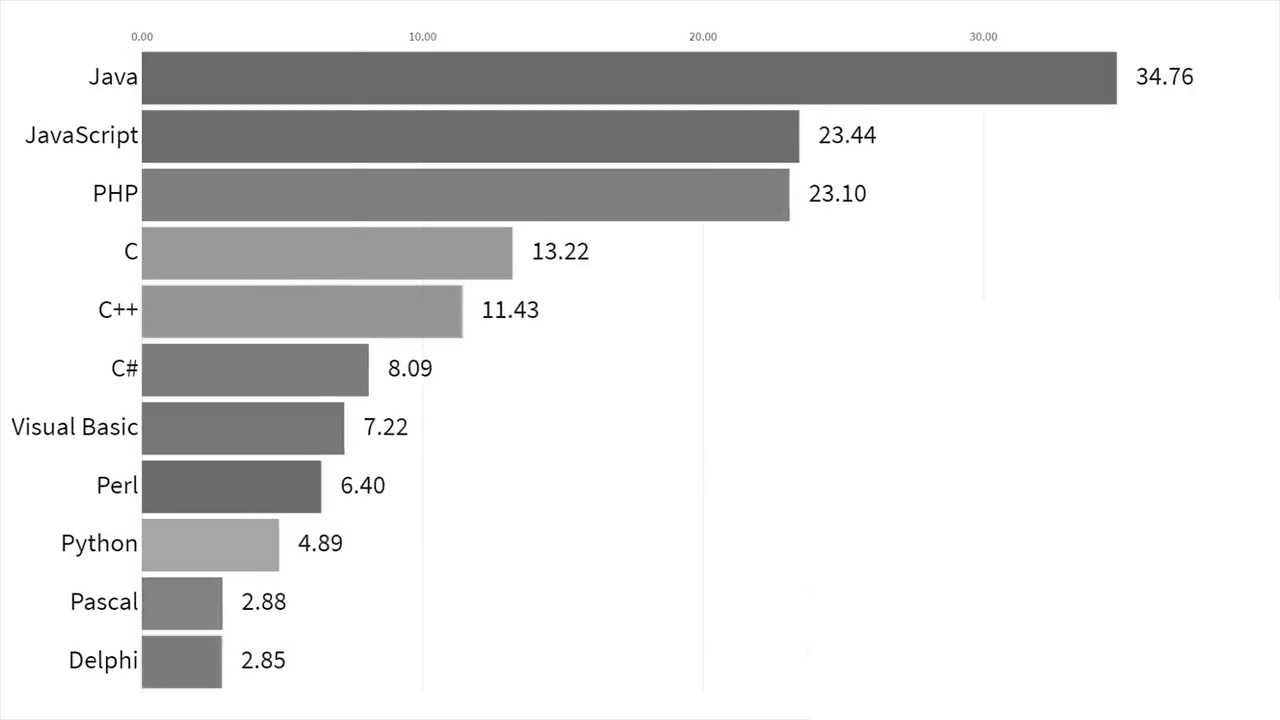 0.00 10.00 20.00 30.00
Java 34.76
JavaScript 23.44
PHP 23.10
C 13.22
C++ 11.43
C# 8.09
Visual Basic 7.22
Perl 6.40
Python 4.89
Pascal 2.88
Delphi 2.85